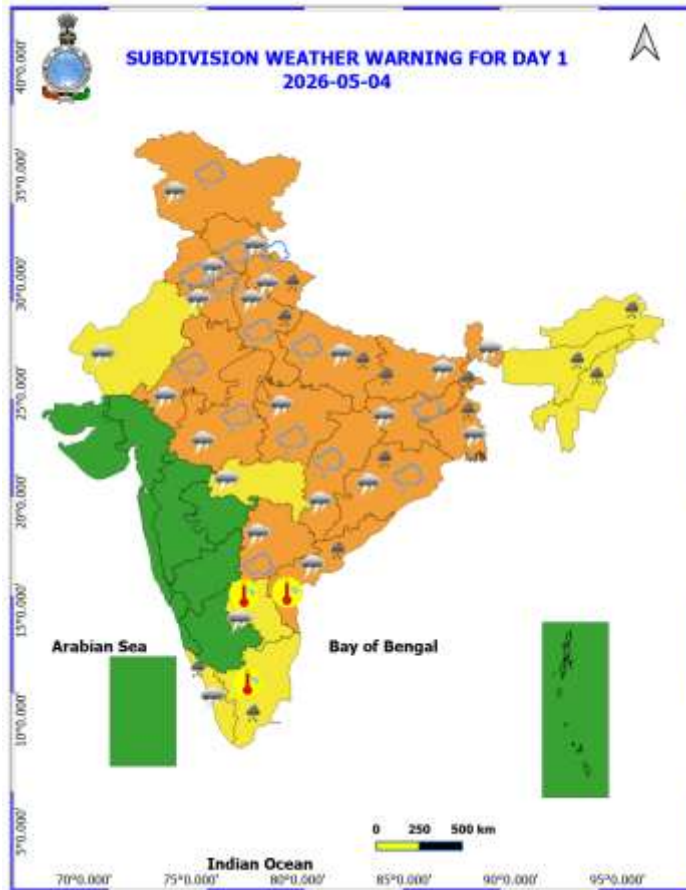 SUBDIVISION WEATHER WARNING FOR DAY 1
2026-05-04
40°0.000'
35°0.000'
30°0.000'
25°0.000'
20°0.000'
15°0.000'
10°0.000'
5°0.000'
Arabian Sea
Bay of Bengal
0 250 500 km
Indian Ocean
70°0.000' 75°0.000' 80°0.000' 85°0.000' 90°0.000' 95°0.000'